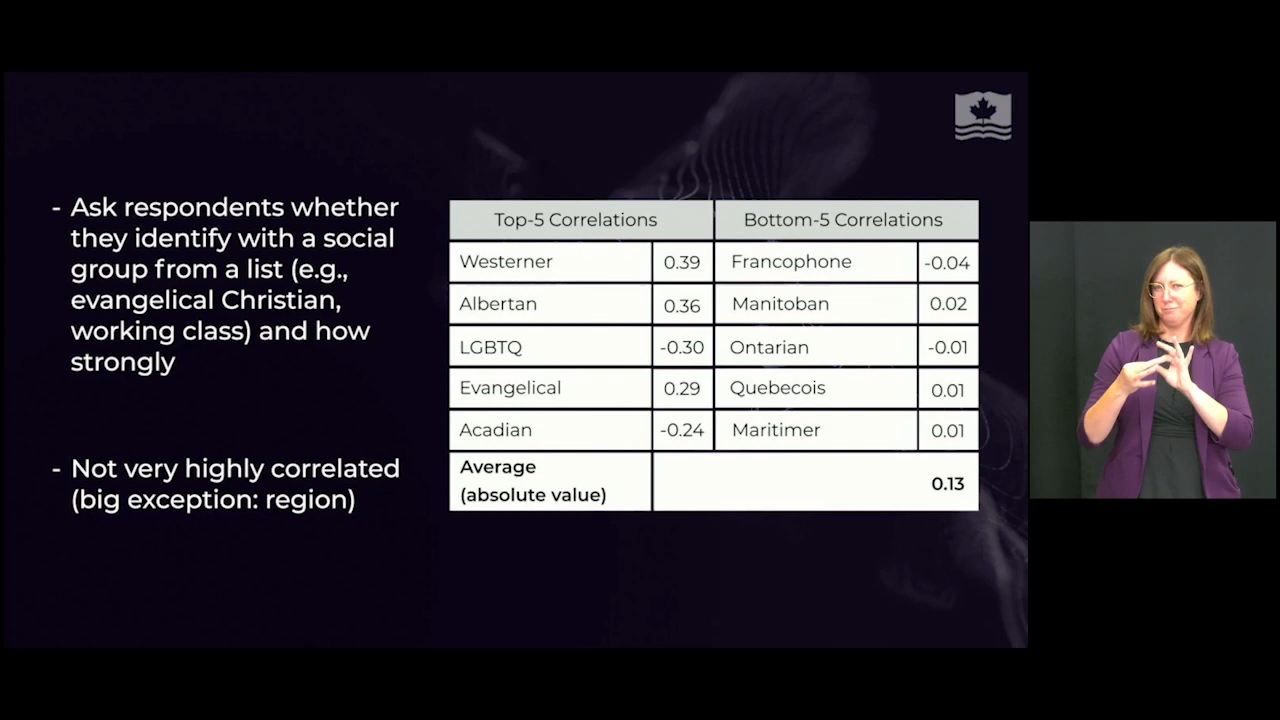 - Ask respondents whether
they identify with a social
group from a list (e.g.,
evangelical Christian,
working class) and how
strongly
- Not very highly correlated
(big exception: region)
Top-5 Correlations Bottom-5 Correlations
Westerner 0.39 Francophone -0.04
Albertan 0.36 Manitoban 0.02
LGBTQ -0.30 Ontarian -0.01
Evangelical 0.29 Quebecois 0.01
Acadian -0.24 Maritimer 0.01
Average
(absolute value) 0.13